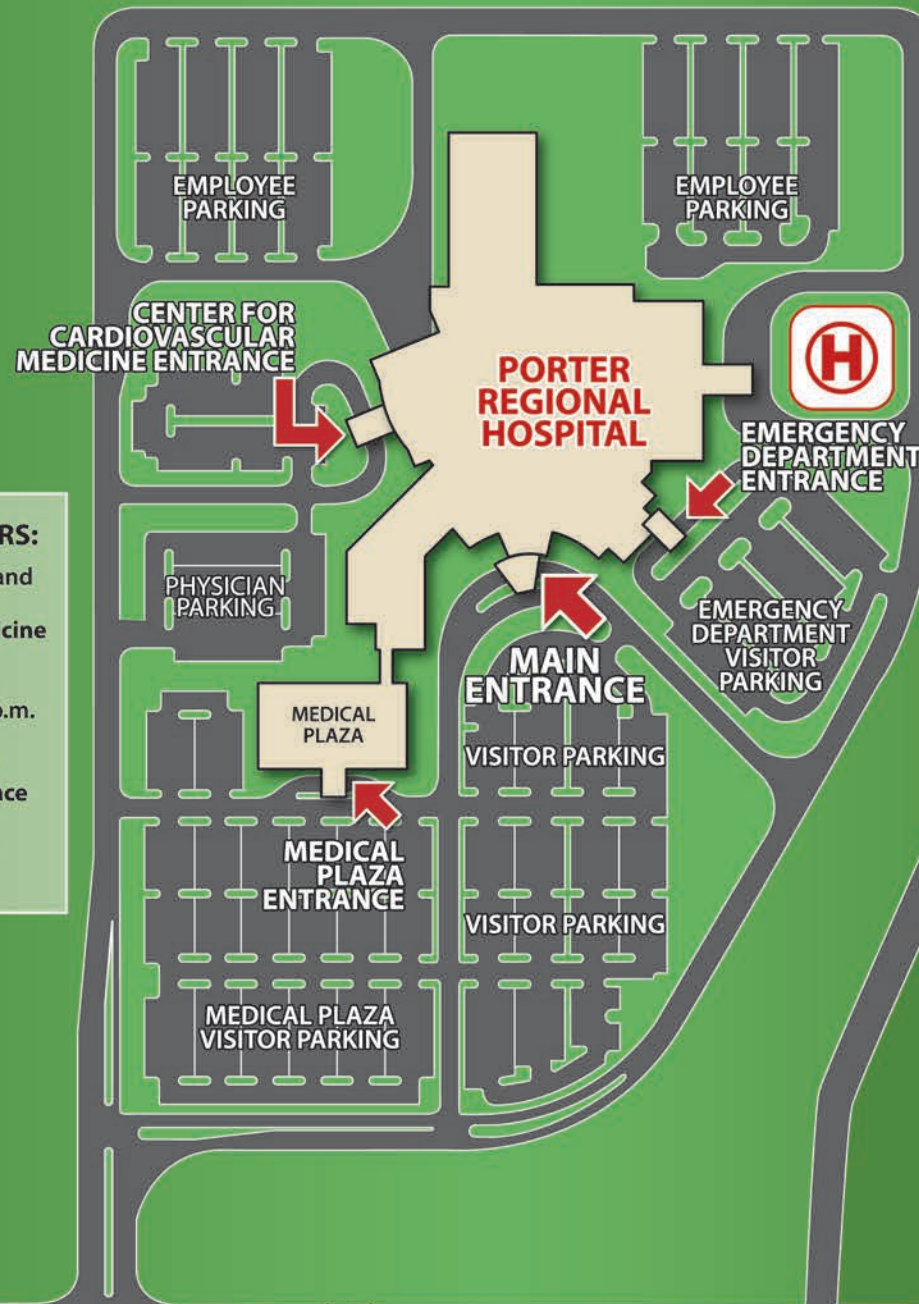 EMPLOYEE
PARKING
EMPLOYEE
PARKING
CENTER FOR
CARDIOVASCULAR
MEDICINE ENTRANCE
PORTER
REGIONAL
HOSPITAL
H
EMERGENCY
DEPARTMENT
ENTRANCE
RS:
and
icine
p.m.
nce
PHYSICIAN
PARKING
EMERGENCY
DEPARTMENT
VISITOR
PARKING
MAIN
ENTRANCE
MEDICAL
PLAZA
VISITOR PARKING
MEDICAL
PLAZA
ENTRANCE
VISITOR PARKING
MEDICAL PLAZA
VISITOR PARKING